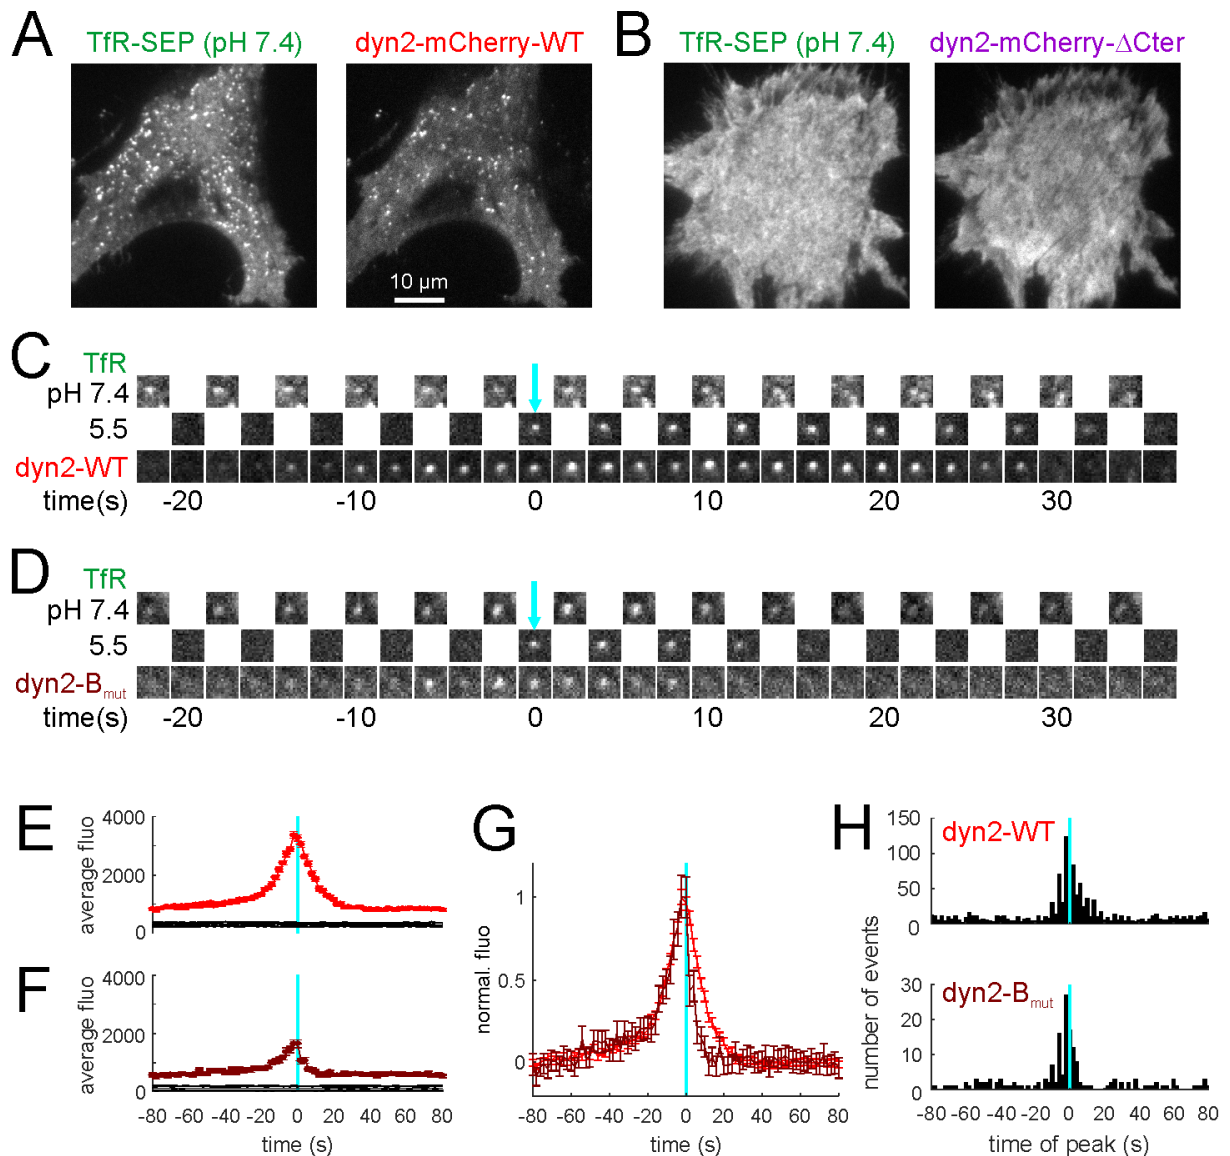 A TfR-SEP (pH 7.4) dyn2-mCherry-WT
10 µm
B TfR-SEP (pH 7.4) dyn2-mCherry-ΔCter
C TfR
pH 7.4
5.5
dyn2-WT
time(s) -20 -10 0 10 20 30
D TfR
pH 7.4
5.5
dyn2-Bmut
time(s) -20 -10 0 10 20 30
E
average fluo
4000
2000
0
F
average fluo
4000
2000
0
-80 -60 -40 -20 0 20 40 60 80
time (s)
G
normal. fluo
1
0.5
0
-80 -60 -40 -20 0 20 40 60 80
time (s)
H
number of events
dyn2-WT
150
100
50
0
dyn2-Bmut
30
20
10
0
-80 -60 -40 -20 0 20 40 60 80
time of peak (s)